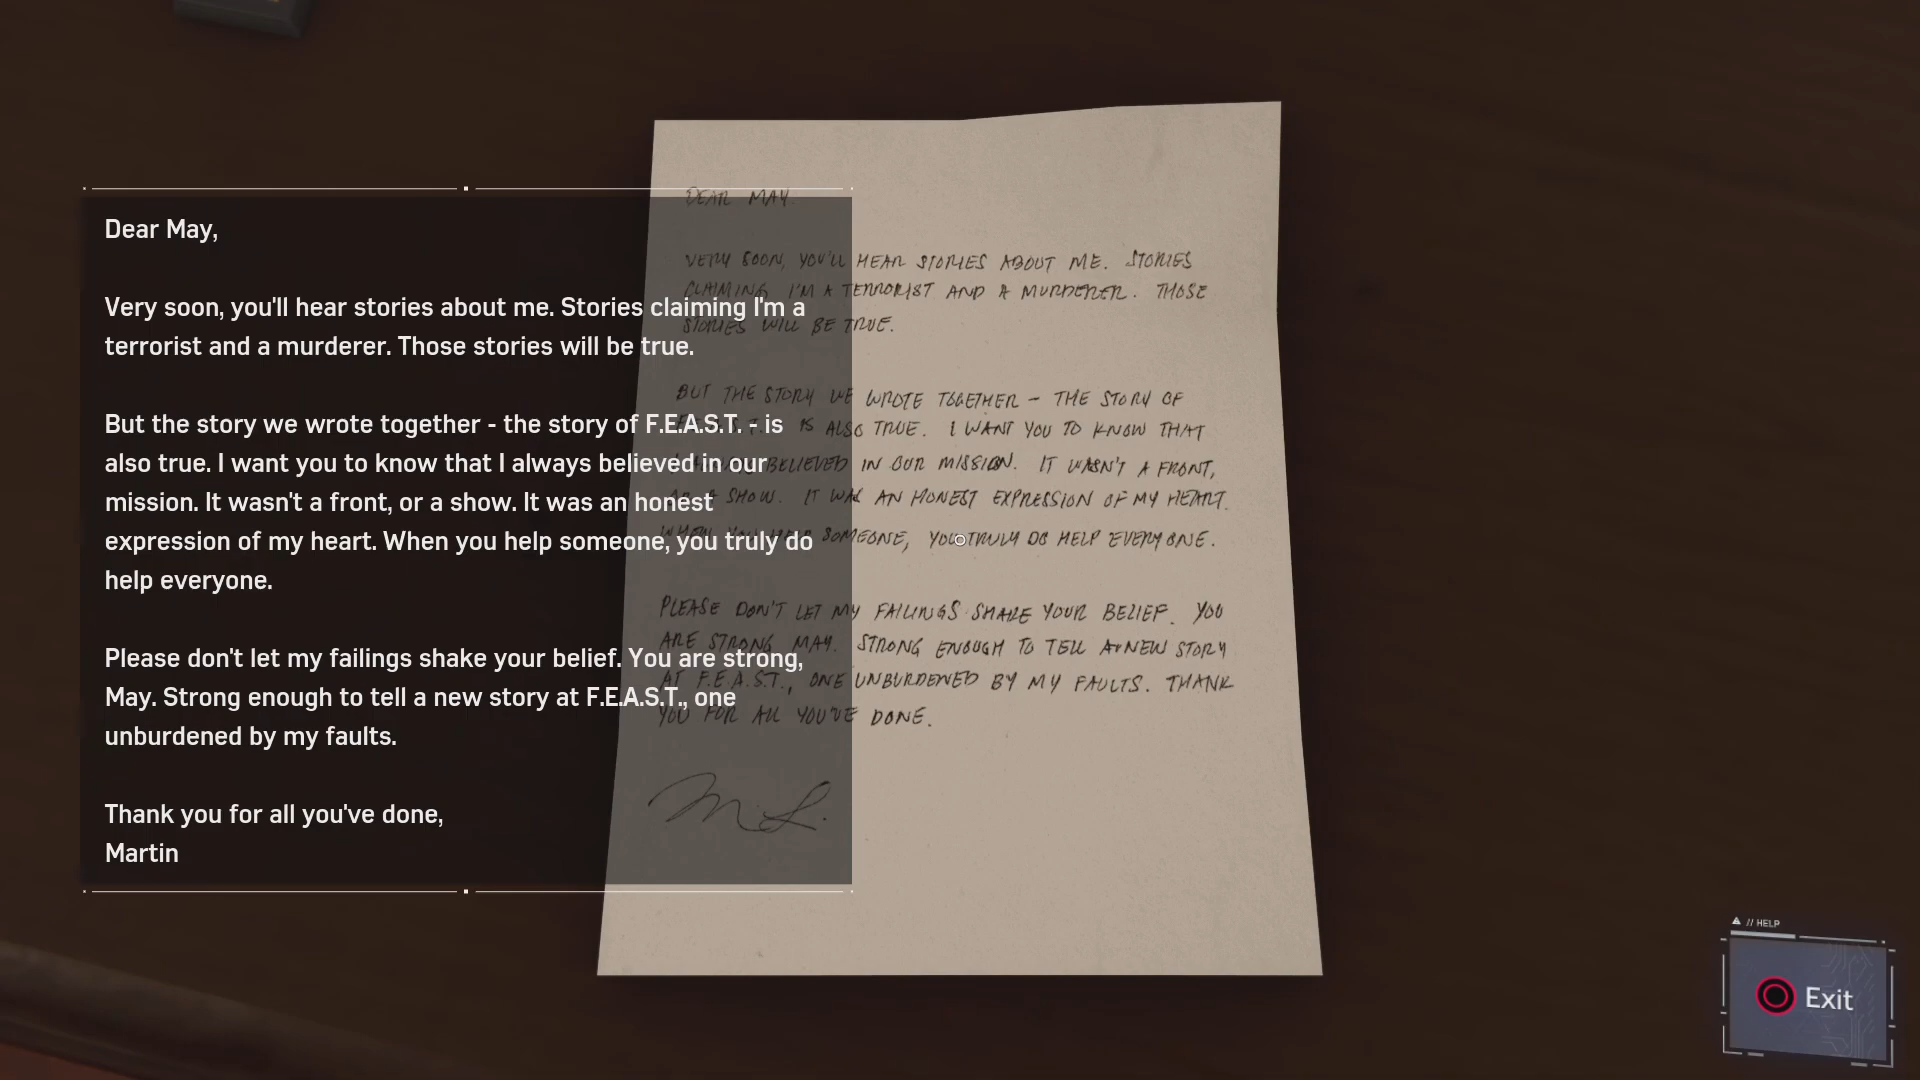 Dear May,
Very soon, you'll hear stories about me. Stories claiming I'm a
terrorist and a murderer. Those stories will be true.
But the story we wrote together - the story of F.E.A.S.T. - is
also true. I want you to know that I always believed in our
mission. It wasn't a front, or a show. It was an honest
expression of my heart. When you help someone, you truly do
help everyone.
Please don't let my failings shake your belief. You are strong,
May. Strong enough to tell a new story at F.E.A.S.T., one
unburdened by my faults.
Thank you for all you've done,
Martin
DEAR MAY.
VERY SOON, YOU'LL HEAR STORIES ABOUT ME. STORIES
CLAIMING I'M A TERRORIST AND A MURDERER. THOSE
STORIES WILL BE TRUE.
BUT THE STORY WE WROTE TOGETHER - THE STORY OF
IS ALSO TRUE. I WANT YOU TO KNOW THAT
BELIEVED IN OUR MISSION. IT WASN'T A FRONT,
OR A SHOW. IT WAS AN HONEST EXPRESSION OF MY HEART.
WHEN YOU HELP SOMEONE, YOU TRULY DO HELP EVERYONE.
PLEASE DON'T LET MY FAILINGS SHAKE YOUR BELIEF. YOU
ARE STRONG MAY. STRONG ENOUGH TO TELL A NEW STORY
AT F.E.A.S.T., ONE UNBURDENED BY MY FAULTS. THANK
YOU FOR ALL YOU'VE DONE.
M L.
// HELP
Exit